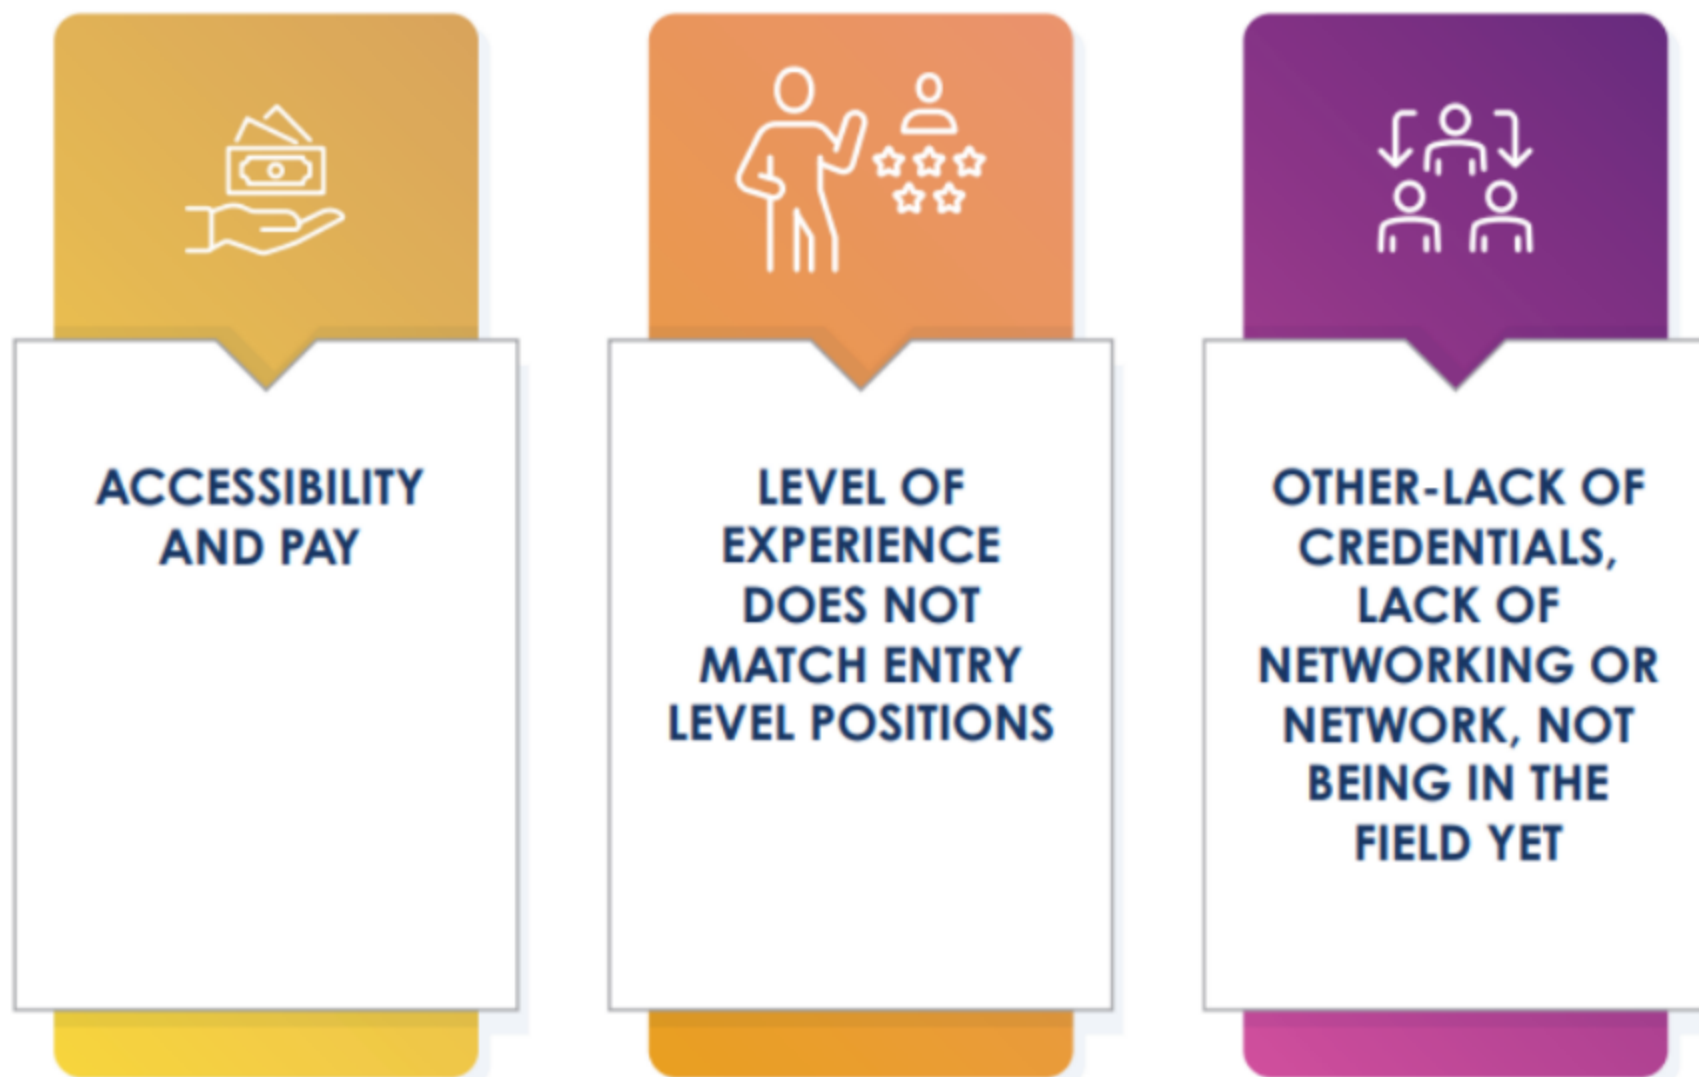 ACCESSIBILITY
AND PAY
LEVEL OF
EXPERIENCE
DOES NOT
MATCH ENTRY
LEVEL POSITIONS
OTHER-LACK OF
CREDENTIALS,
LACK OF
NETWORKING OR
NETWORK, NOT
BEING IN THE
FIELD YET